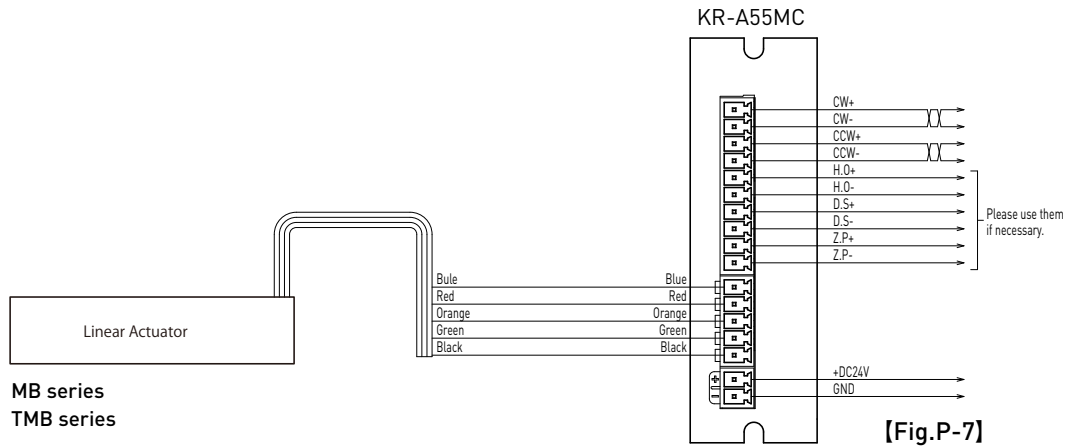 KR-A55MC
CW+
CW-
CCW+
CCW-
H.O+
H.O-
D.S+
D.S-
Z.P+
Z.P-
Please use them
if necessary.
Bule Blue
Red Red
Orange Orange
Green Green
Black Black
Linear Actuator
+DC24V
GND
+
−
MB series
TMB series
【Fig.P-7】